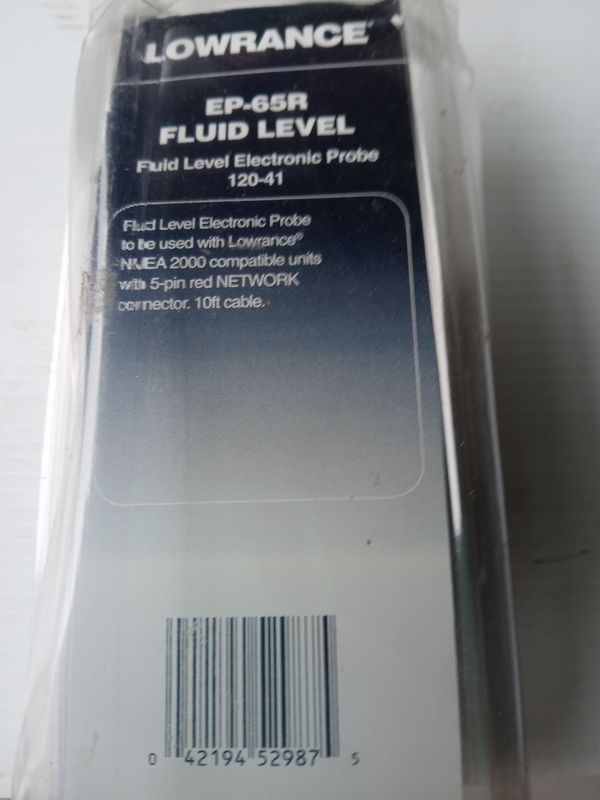 LOWRANCE
EP-65R
FLUID LEVEL
Fluid Level Electronic Probe
120-41
Fluid Level Electronic Probe
to be used with Lowrance®
NMEA 2000 compatible units
with 5-pin red NETWORK
connector. 10ft cable.
0 42194 52987 5